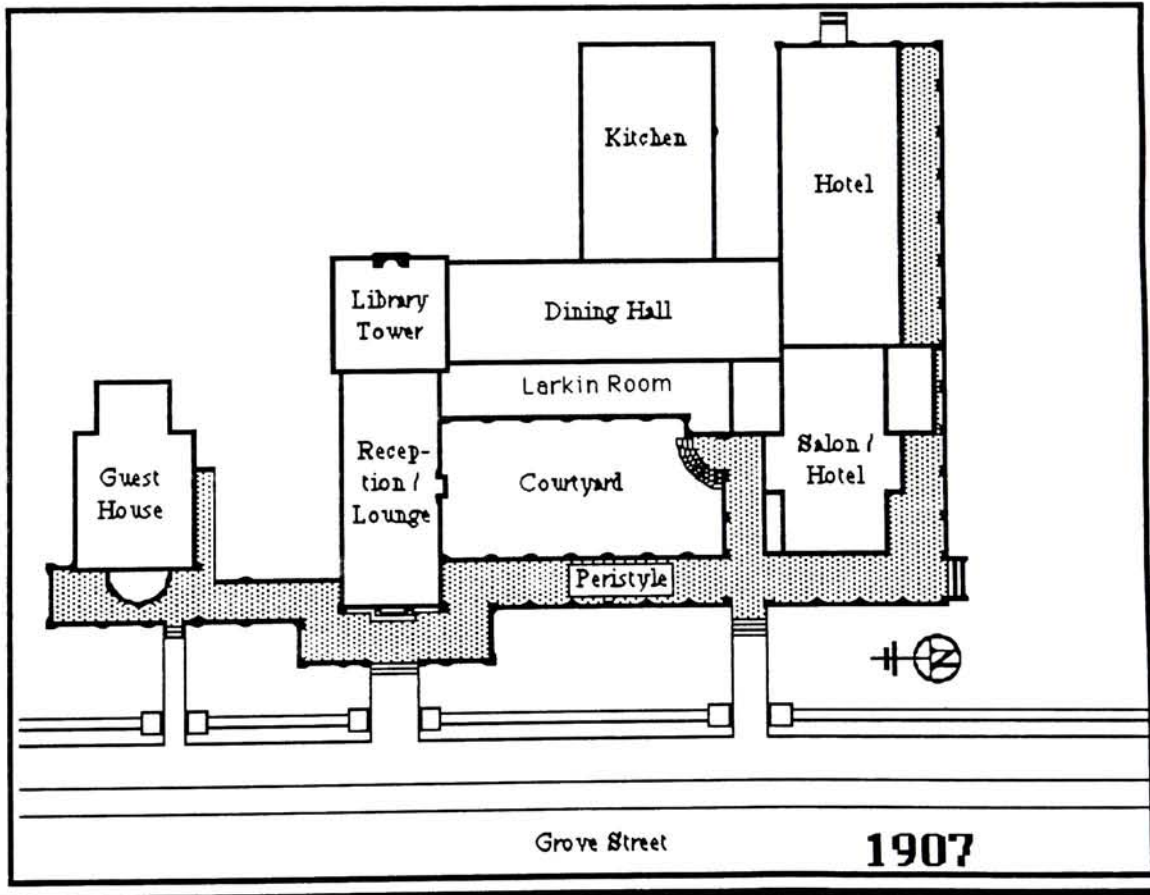 Kitchen
Hotel
Library
Tower
Dining Hall
Larkin Room
Guest
House
Recep-
tion /
Lounge
Courtyard
Salon /
Hotel
Peristyle
N
Grove Street
1907